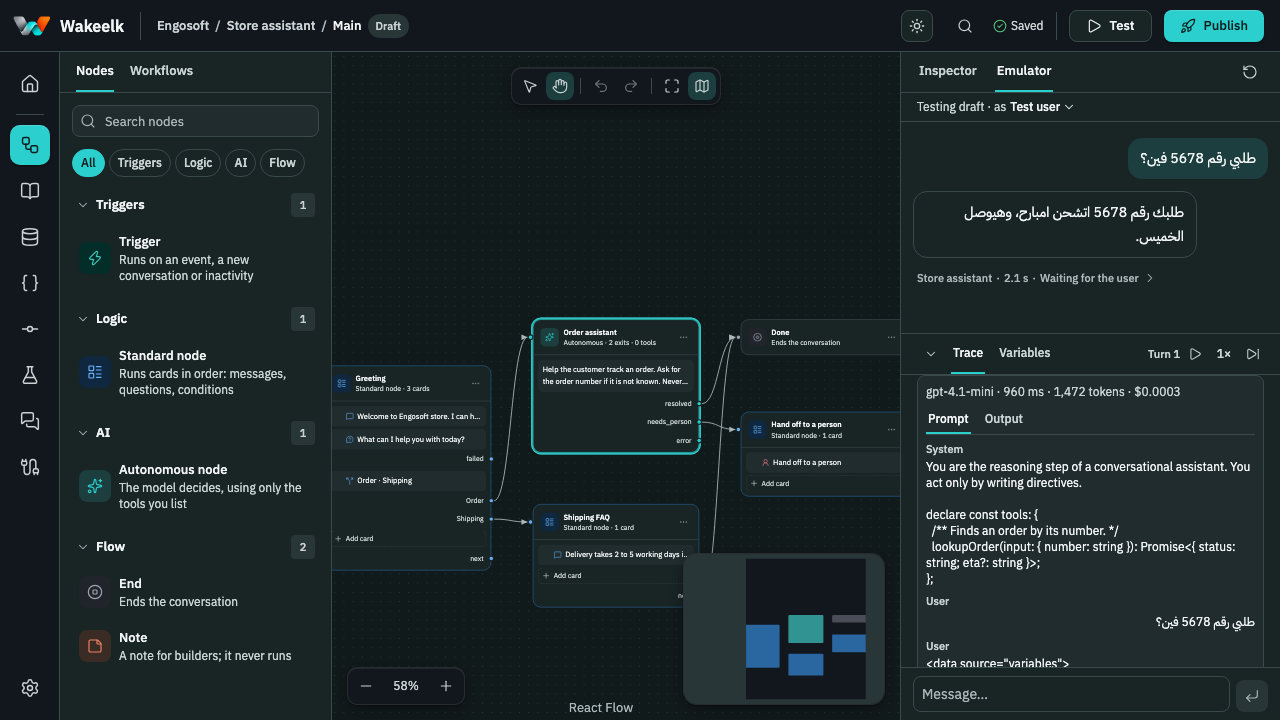 Wakeelk
Engosoft / Store assistant / Main Draft
Saved
Test
Publish
Nodes Workflows
Search nodes
All Triggers Logic AI Flow
Triggers 1
Trigger
Runs on an event, a new
conversation or inactivity
Logic 1
Standard node
Runs cards in order: messages,
questions, conditions
AI 1
Autonomous node
The model decides, using only the
tools you list
Flow 2
End
Ends the conversation
Note
A note for builders; it never runs
Greeting
Standard node · 3 cards
Welcome to Engosoft store. I can h...
What can I help you with today?
failed
Order · Shipping
Order
Shipping
Add card
next
Order assistant
Autonomous · 2 exits · 0 tools
Help the customer track an order. Ask for
the order number if it is not known. Never...
resolved
needs_person
error
Shipping FAQ
Standard node · 1 card
Delivery takes 2 to 5 working days i...
Add card
Done
Ends the conversation
Hand off to a person
Standard node · 1 card
Hand off to a person
Add card
58%
React Flow
Inspector Emulator
Testing draft · as Test user
طلبي رقم 5678 فين؟
طلبك رقم 5678 اتشحن امبارح، وهيوصل
الخميس.
Store assistant · 2.1 s · Waiting for the user
Trace Variables Turn 1 1×
gpt-4.1-mini · 960 ms · 1,472 tokens · $0.0003
Prompt Output
System
You are the reasoning step of a conversational assistant. You
act only by writing directives.
declare const tools: {
/** Finds an order by its number. */
lookupOrder(input: { number: string }): Promise<{ status:
string; eta?: string }>;
};
User
طلبي رقم 5678 فين؟
User
<data source="variables">
Message...